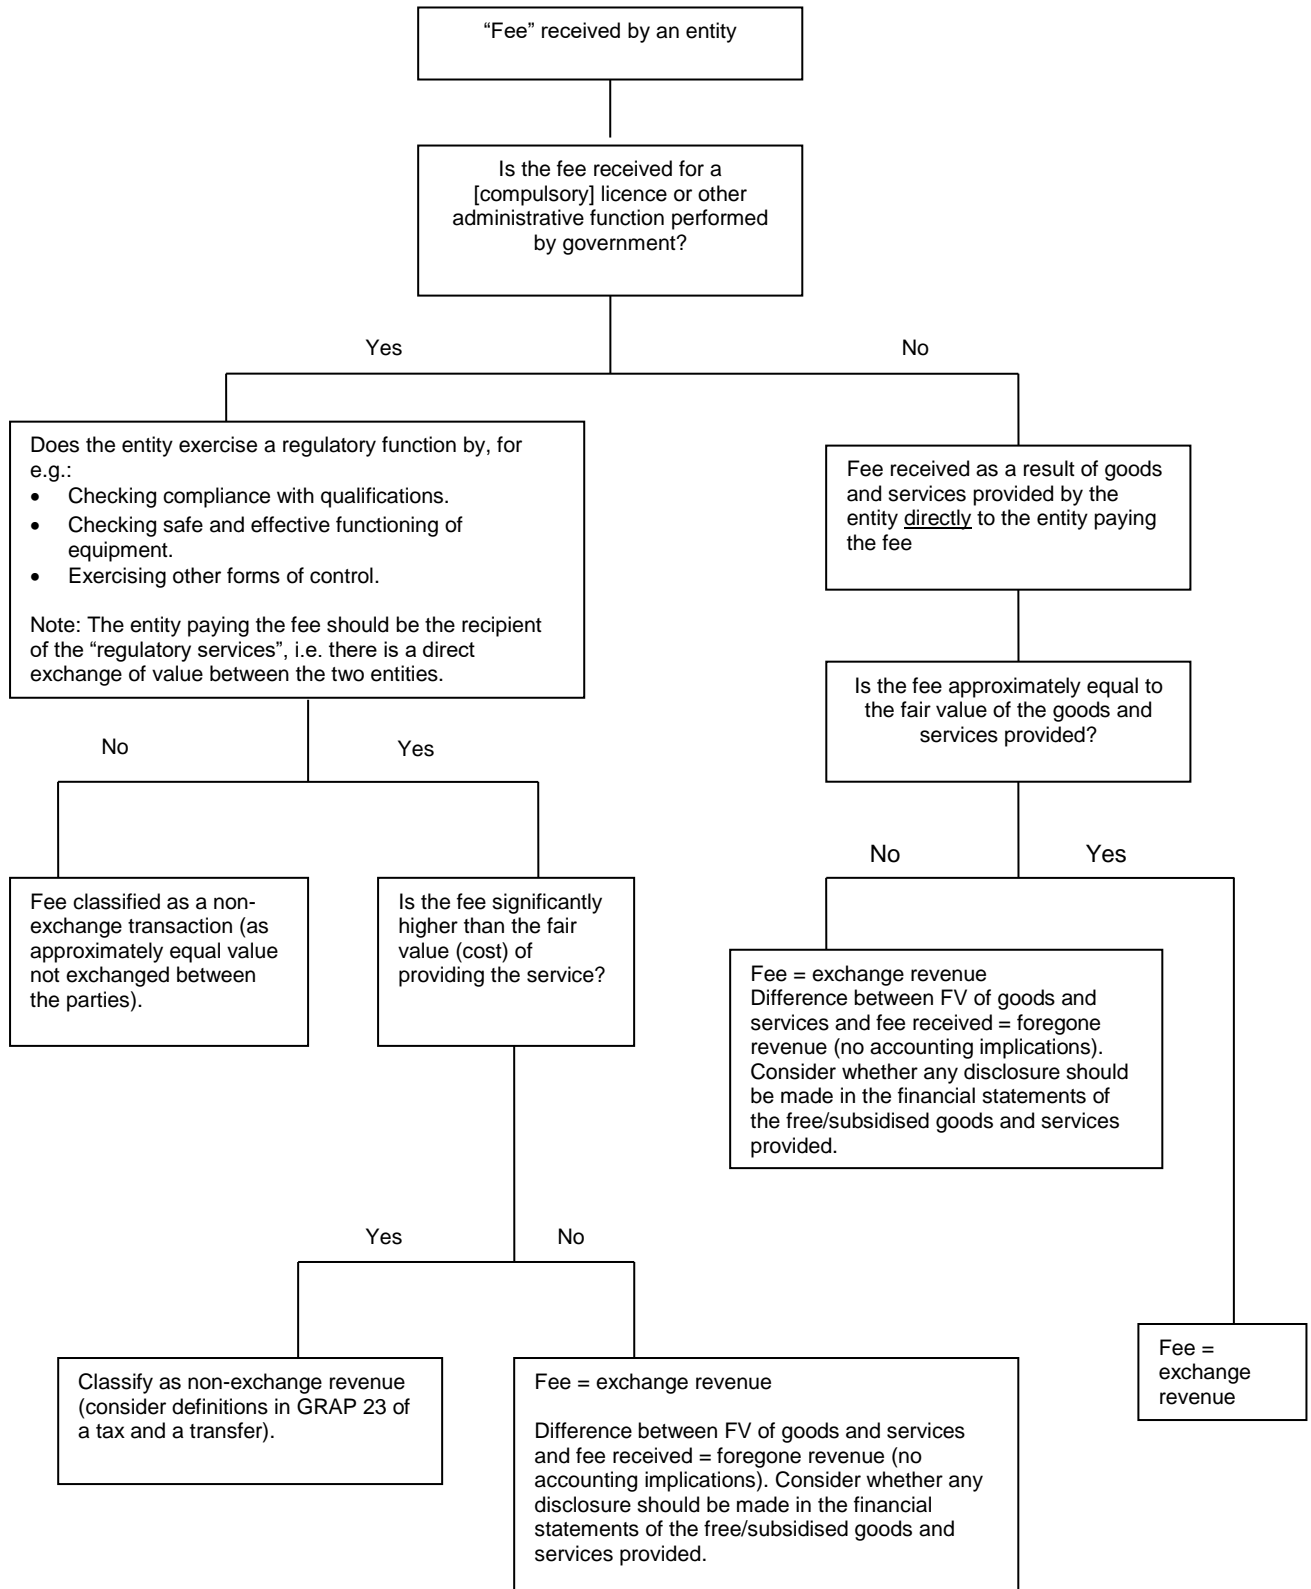 “Fee” received by an entity
Is the fee received for a
[compulsory] licence or other
administrative function performed
by government?
Yes
No
Does the entity exercise a regulatory function by, for
e.g.:
• Checking compliance with qualifications.
• Checking safe and effective functioning of
equipment.
• Exercising other forms of control.
Note: The entity paying the fee should be the recipient
of the “regulatory services”, i.e. there is a direct
exchange of value between the two entities.
Fee received as a result of goods
and services provided by the
entity directly to the entity paying
the fee
Is the fee approximately equal to
the fair value of the goods and
services provided?
No
Yes
No
Yes
Fee classified as a non-
exchange transaction (as
approximately equal value
not exchanged between
the parties).
Is the fee significantly
higher than the fair
value (cost) of
providing the service?
Fee = exchange revenue
Difference between FV of goods and
services and fee received = foregone
revenue (no accounting implications).
Consider whether any disclosure should
be made in the financial statements of
the free/subsidised goods and services
provided.
Yes
No
Classify as non-exchange revenue
(consider definitions in GRAP 23 of
a tax and a transfer).
Fee = exchange revenue
Difference between FV of goods and services
and fee received = foregone revenue (no
accounting implications). Consider whether any
disclosure should be made in the financial
statements of the free/subsidised goods and
services provided.
Fee =
exchange
revenue